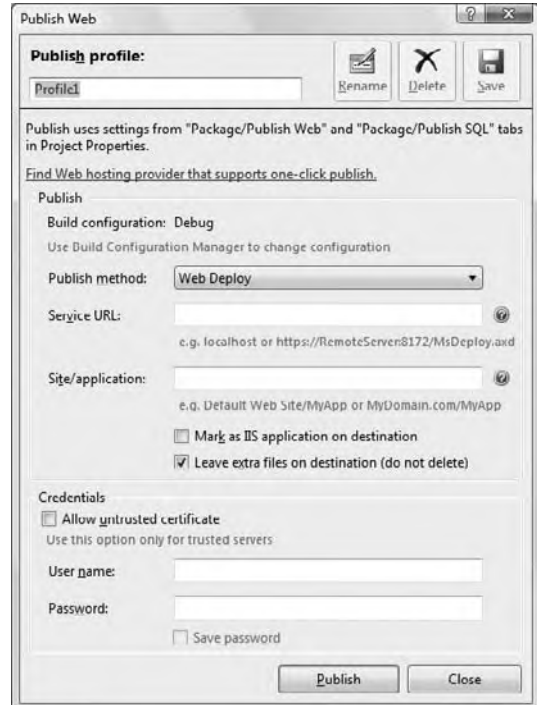 Publish Web
Publish profile:
Profile1
Rename
Delete
Save
Publish uses settings from "Package/Publish Web" and "Package/Publish SQL" tabs
in Project Properties.
Find Web hosting provider that supports one-click publish.
Publish
Build configuration: Debug
Use Build Configuration Manager to change configuration
Publish method: Web Deploy
Service URL:
e.g. localhost or https://RemoteServer:8172/MsDeploy.axd
Site/application:
e.g. Default Web Site/MyApp or MyDomain.com/MyApp
Mark as IIS application on destination
Leave extra files on destination (do not delete)
Credentials
Allow untrusted certificate
Use this option only for trusted servers
User name:
Password:
Save password
Publish
Close